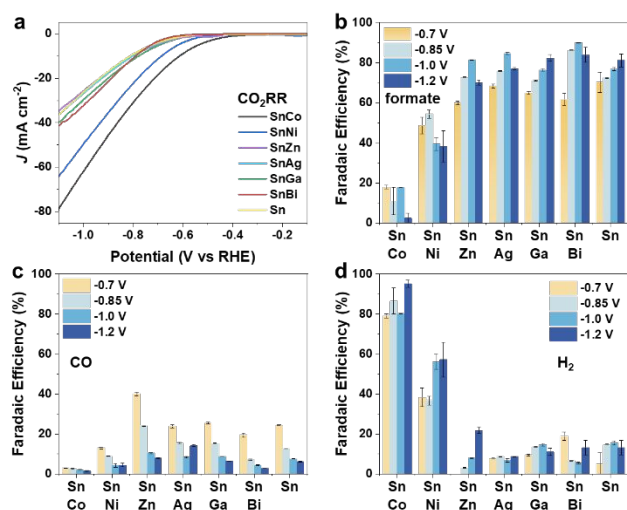 a
J (mA cm⁻²)
0
-20
-40
-60
-80
CO₂RR
SnCo
SnNi
SnZn
SnAg
SnGa
SnBi
Sn
-1.0 -0.8 -0.6 -0.4 -0.2
Potential (V vs RHE)
b
Faradaic Efficiency (%)
100
80
60
40
20
0
-0.7 V
-0.85 V
-1.0 V
-1.2 V
formate
Sn Sn Sn Sn Sn Sn Sn
Co Ni Zn Ag Ga Bi
c
Faradaic Efficiency (%)
100
80
60
40
20
0
-0.7 V
-0.85 V
-1.0 V
-1.2 V
CO
Sn Sn Sn Sn Sn Sn Sn
Co Ni Zn Ag Ga Bi
d
Faradaic Efficiency (%)
100
80
60
40
20
0
-0.7 V
-0.85 V
-1.0 V
-1.2 V
H₂
Sn Sn Sn Sn Sn Sn Sn
Co Ni Zn Ag Ga Bi